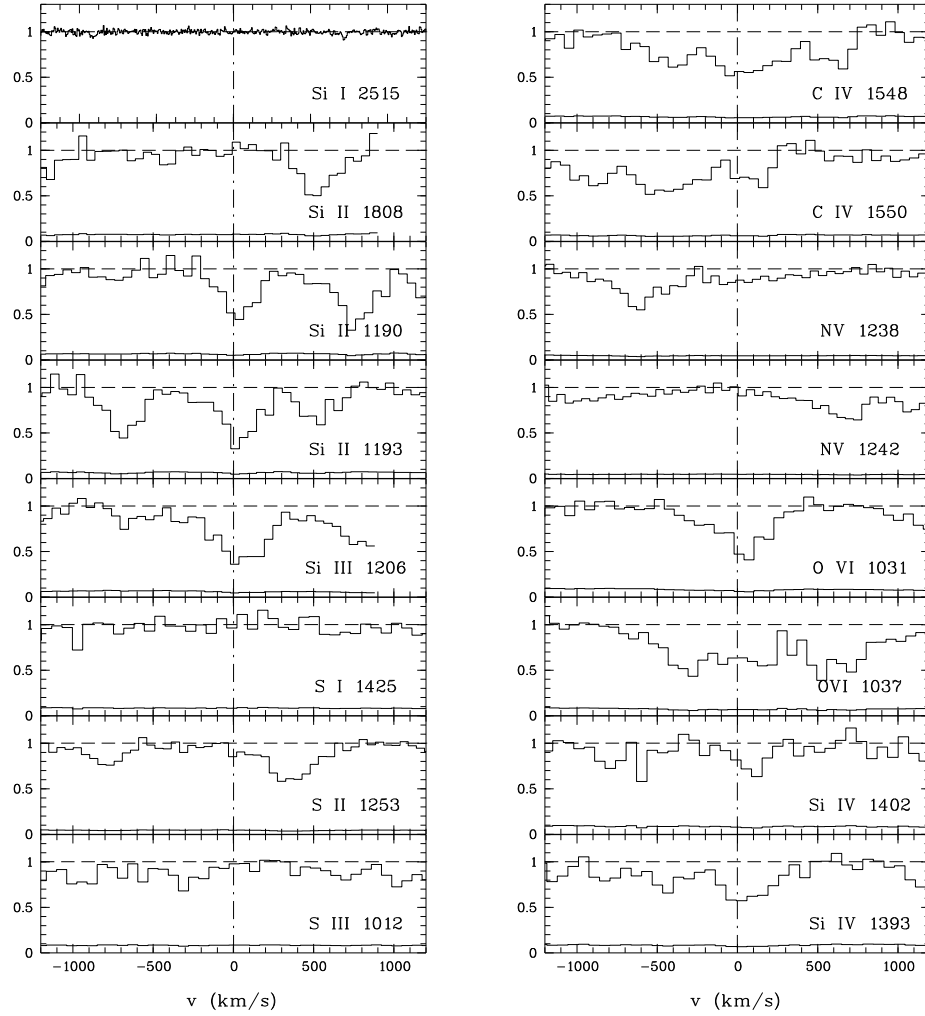 1
0.5
0
Si I 2515
1
0.5
0
Si II 1808
1
0.5
0
Si II 1190
1
0.5
0
Si II 1193
1
0.5
0
Si III 1206
1
0.5
0
S I 1425
1
0.5
0
S II 1253
1
0.5
0
S III 1012
−1000 −500 0 500 1000
v (km/s)
1
0.5
0
C IV 1548
1
0.5
0
C IV 1550
1
0.5
0
NV 1238
1
0.5
0
NV 1242
1
0.5
0
O VI 1031
1
0.5
0
OVI 1037
1
0.5
0
Si IV 1402
1
0.5
0
Si IV 1393
−1000 −500 0 500 1000
v (km/s)